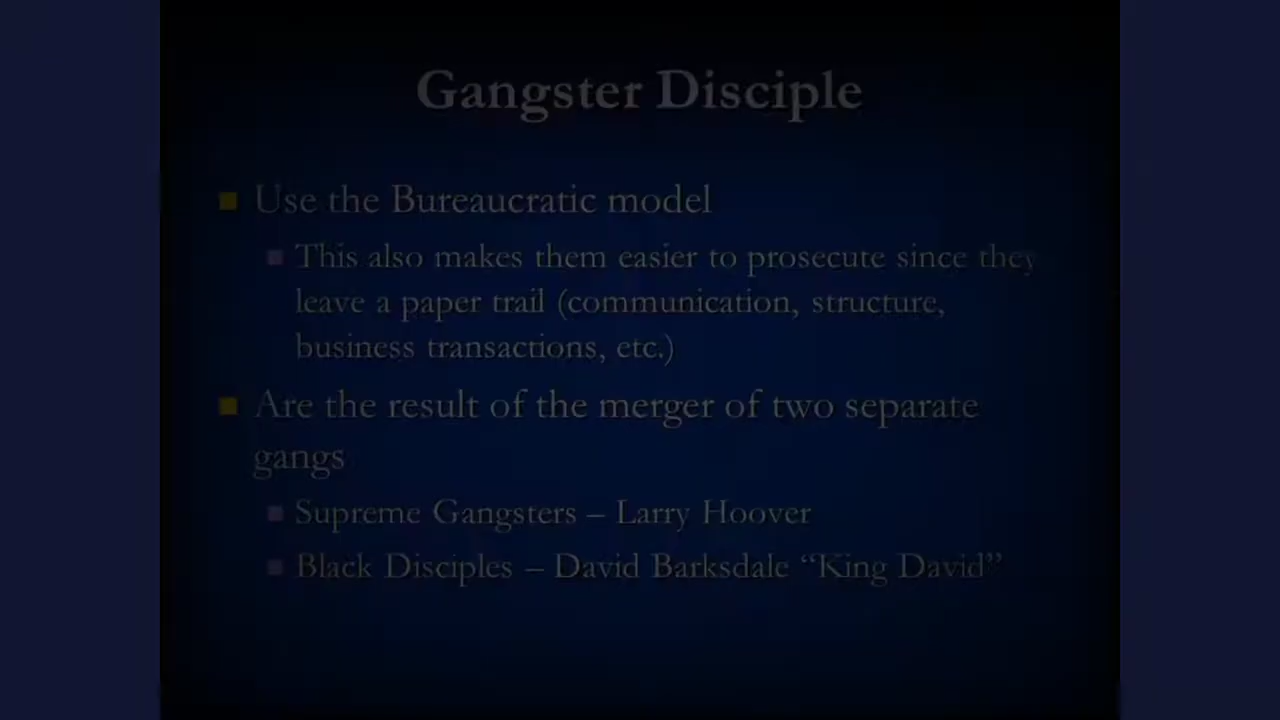 Gangster Disciple
Use the Bureaucratic model
This also makes them easier to prosecute since they
leave a paper trail (communication, structure,
business transactions, etc.)
Are the result of the merger of two separate
gangs
Supreme Gangsters – Larry Hoover
Black Disciples – David Barksdale “King David”